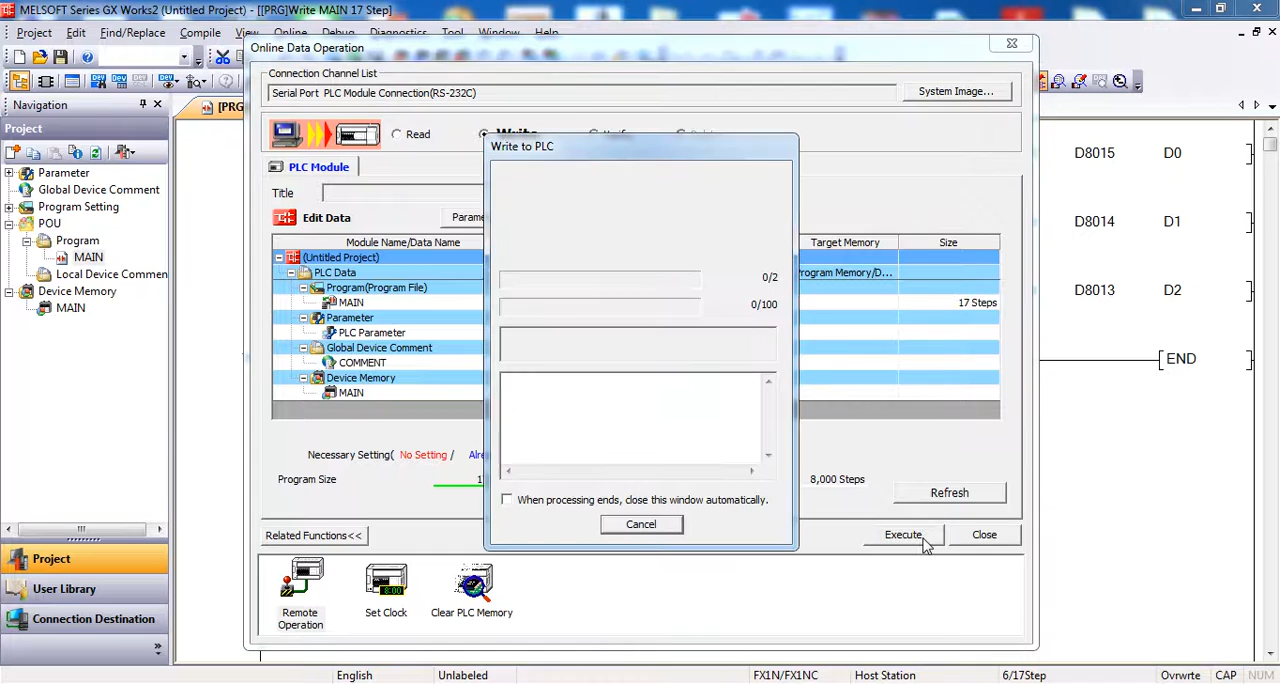 MELSOFT Series GX Works2 (Untitled Project) - [[PRG]Write MAIN 17 Step]
Project Edit Find/Replace Compile View Online Debug Diagnostics Tool Window Help
Online Data Operation
Connection Channel List
Serial Port PLC Module Connection(RS-232C)
System Image...
Navigation
[PRG
Project
Read
Write
Write to PLC
PLC Module
Title
Parameter
Global Device Comment
Program Setting
POU
Program
MAIN
Local Device Commen
Device Memory
MAIN
Edit Data
Parame
Module Name/Data Name
Target Memory
Size
(Untitled Project)
PLC Data
Program Memory/D...
Program(Program File)
MAIN
17 Steps
Parameter
PLC Parameter
Global Device Comment
COMMENT
Device Memory
MAIN
0/2
0/100
D8015 D0
D8014 D1
D8013 D2
END
Necessary Setting( No Setting / Alre
Program Size
1
8,000 Steps
Refresh
When processing ends, close this window automatically.
Cancel
Related Functions<<
Execute
Close
Remote Operation
Set Clock
Clear PLC Memory
Project
User Library
Connection Destination
English
Unlabeled
FX1N/FX1NC
Host Station
6/17Step
Ovrwrte
CAP
NUM